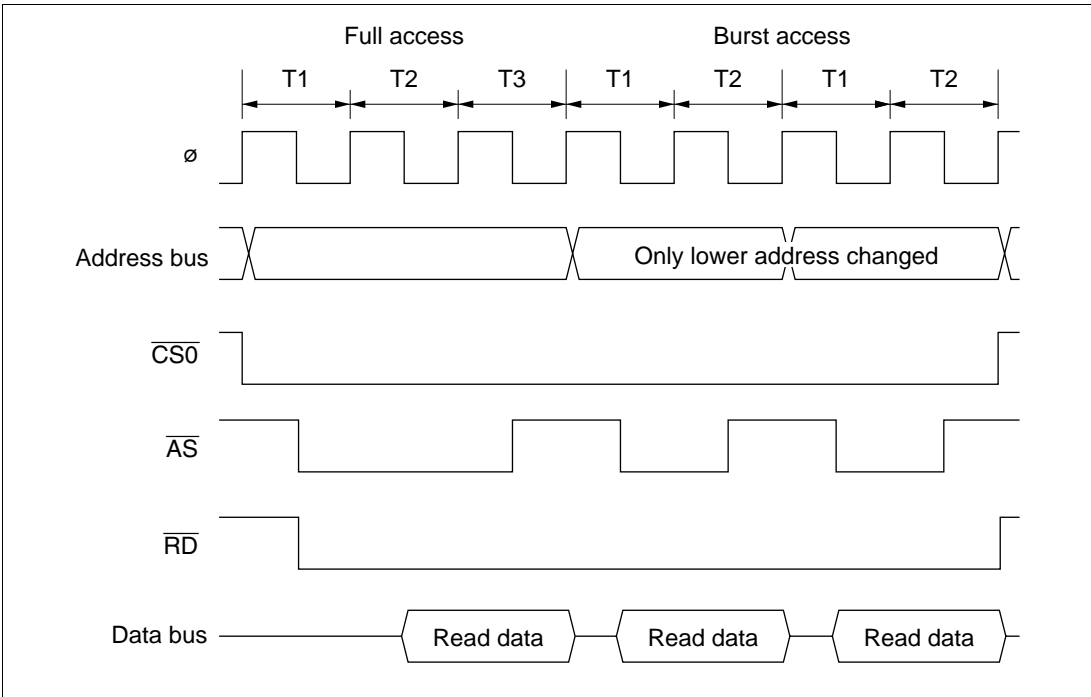 Full access Burst access
T1 T2 T3 T1 T2 T1 T2
ø
Address bus Only lower address changed
CS0
AS
RD
Data bus Read data Read data Read data